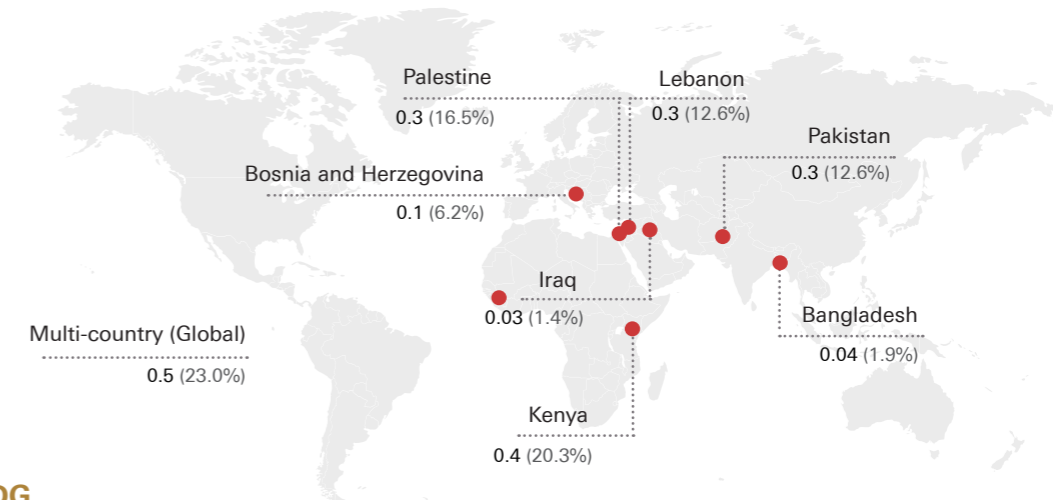 Palestine
0.3 (16.5%)
Lebanon
0.3 (12.6%)
Pakistan
0.3 (12.6%)
Bosnia and Herzegovina
0.1 (6.2%)
Iraq
0.03 (1.4%)
Bangladesh
0.04 (1.9%)
Multi-country (Global)
0.5 (23.0%)
Kenya
0.4 (20.3%)